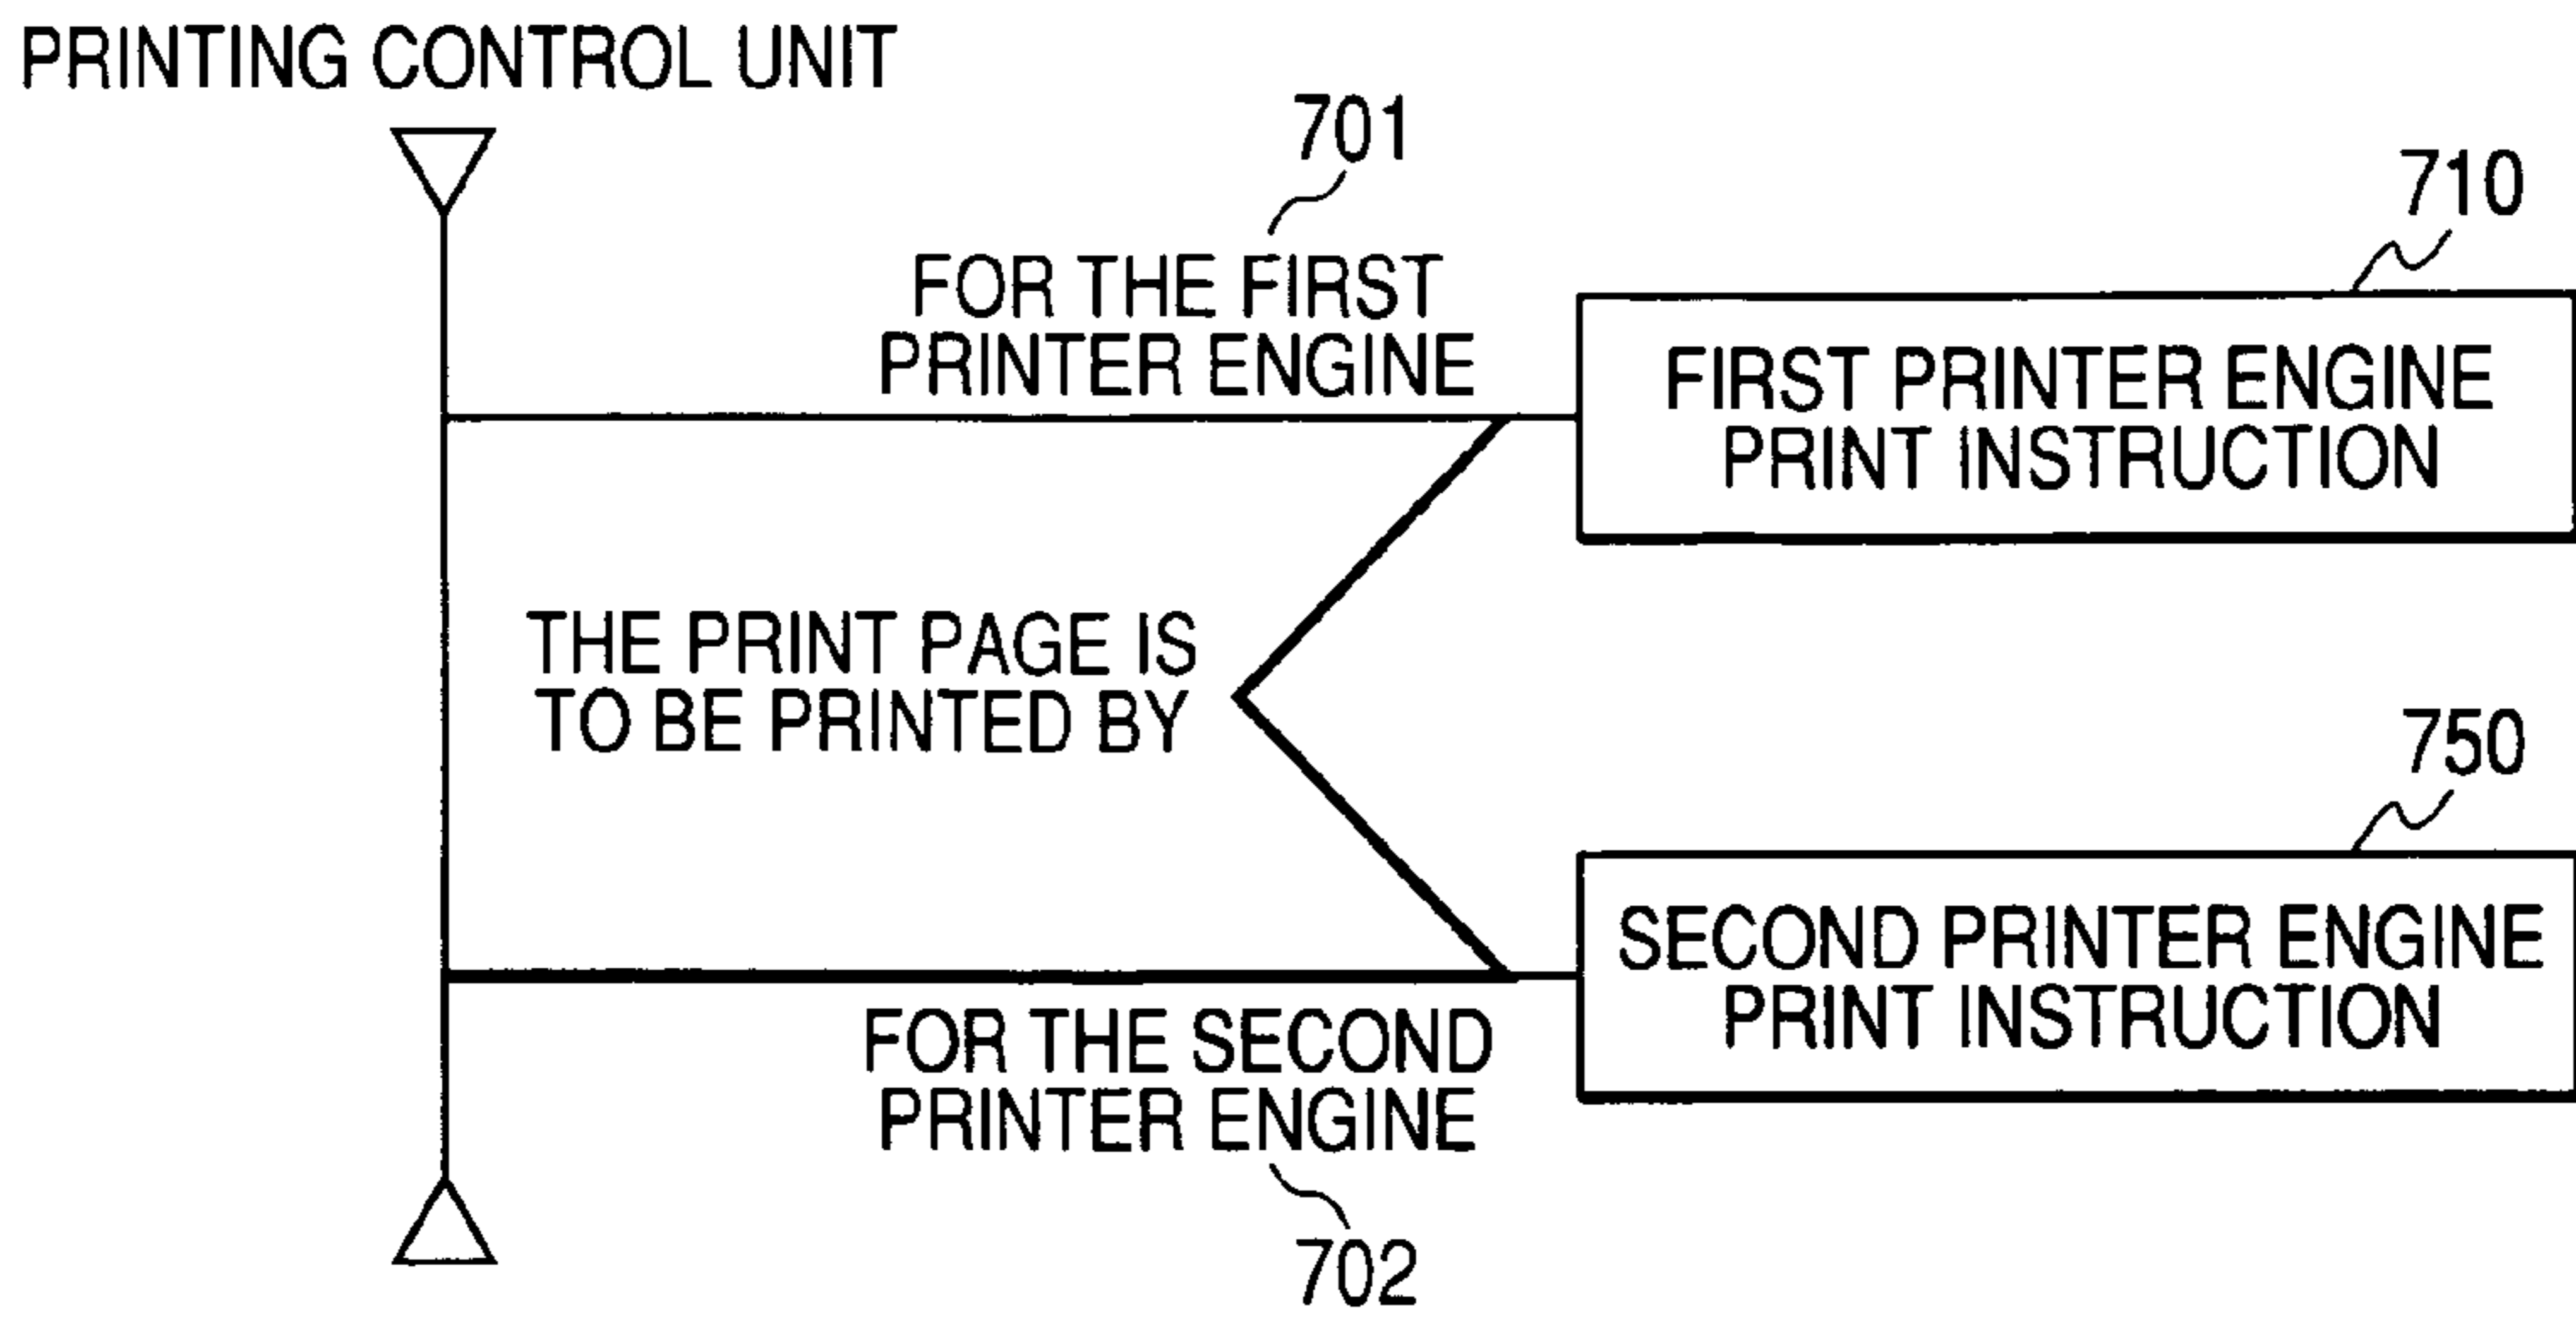 PRINTING CONTROL UNIT
701
710
FOR THE FIRST
PRINTER ENGINE
FIRST PRINTER ENGINE
PRINT INSTRUCTION
THE PRINT PAGE IS
TO BE PRINTED BY
750
SECOND PRINTER ENGINE
PRINT INSTRUCTION
FOR THE SECOND
PRINTER ENGINE
702